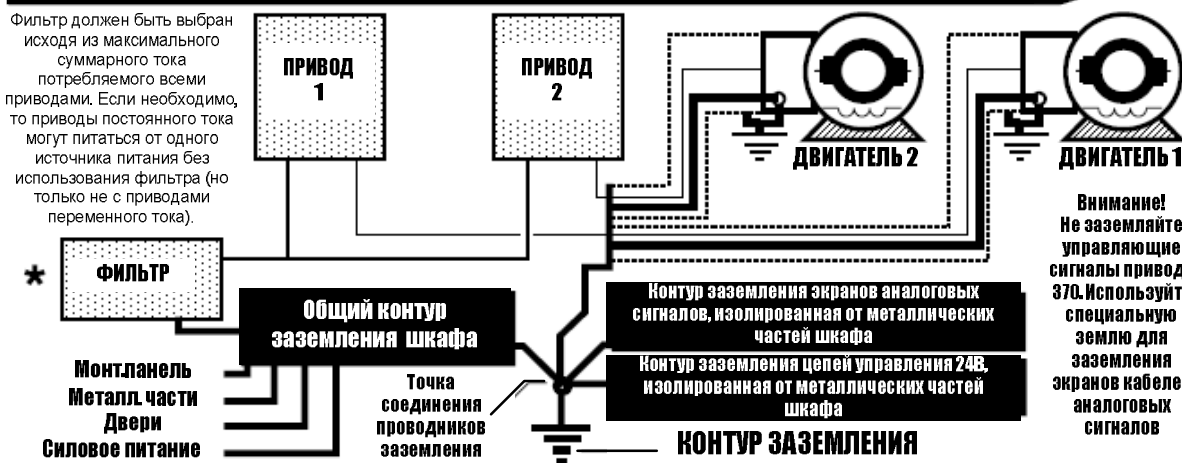 Фильтр должен быть выбран
исходя из максимального
суммарного тока
потребляемого всеми
приводами. Если необходимо,
то приводы постоянного тока
могут питаться от одного
источника питания без
использования фильтра (но
только не с приводами
переменного тока).
ПРИВОД
1
ПРИВОД
2
ДВИГАТЕЛЬ 2
ДВИГАТЕЛЬ 1
* ФИЛЬТР
Общий контур
заземления шкафа
Контур заземления экранов аналоговых
сигналов, изолированная от металлических
частей шкафа
Контур заземления цепей управления 24В,
изолированная от металлических частей
шкафа
Внимание!
Не заземляйте
управляющие
сигналы привод
370. Используйт
специальную
землю для
заземления
экранов кабеле
аналоговых
сигналов
Монт.панель
Металл. части
Двери
Силовое питание
Точка
соединения
проводников
заземления
КОНТУР ЗАЗЕМЛЕНИЯ